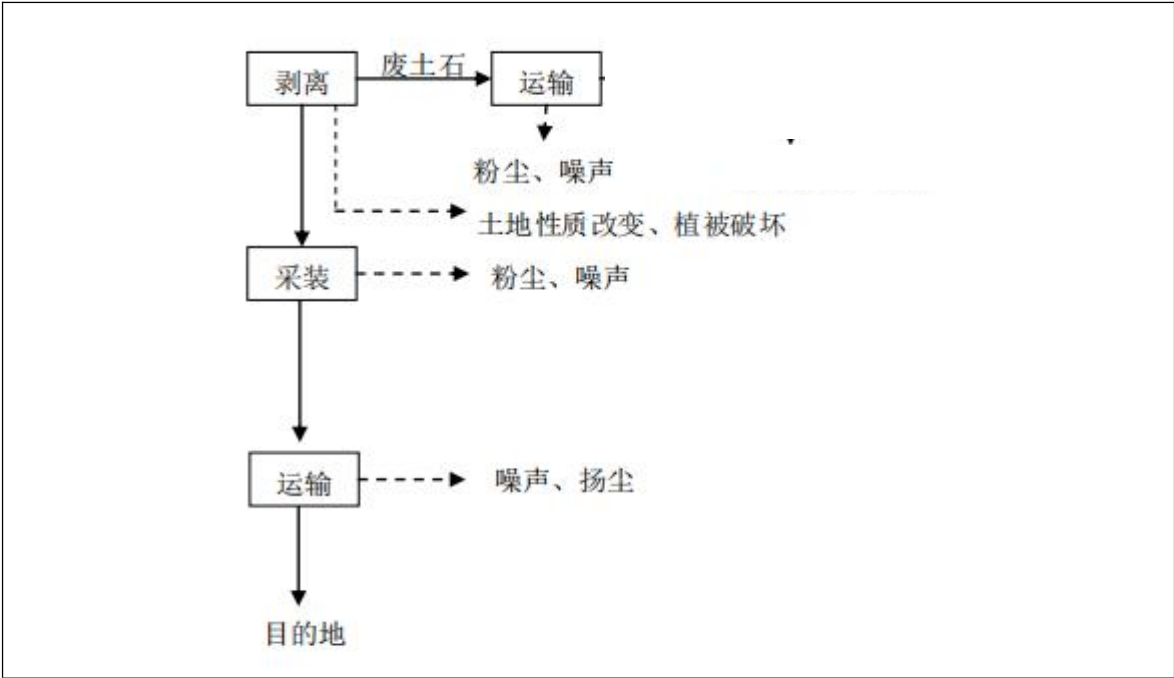 剥离
废土石
运输
粉尘、噪声
土地性质改变、植被破坏
采装
粉尘、噪声
运输
噪声、扬尘
目的地